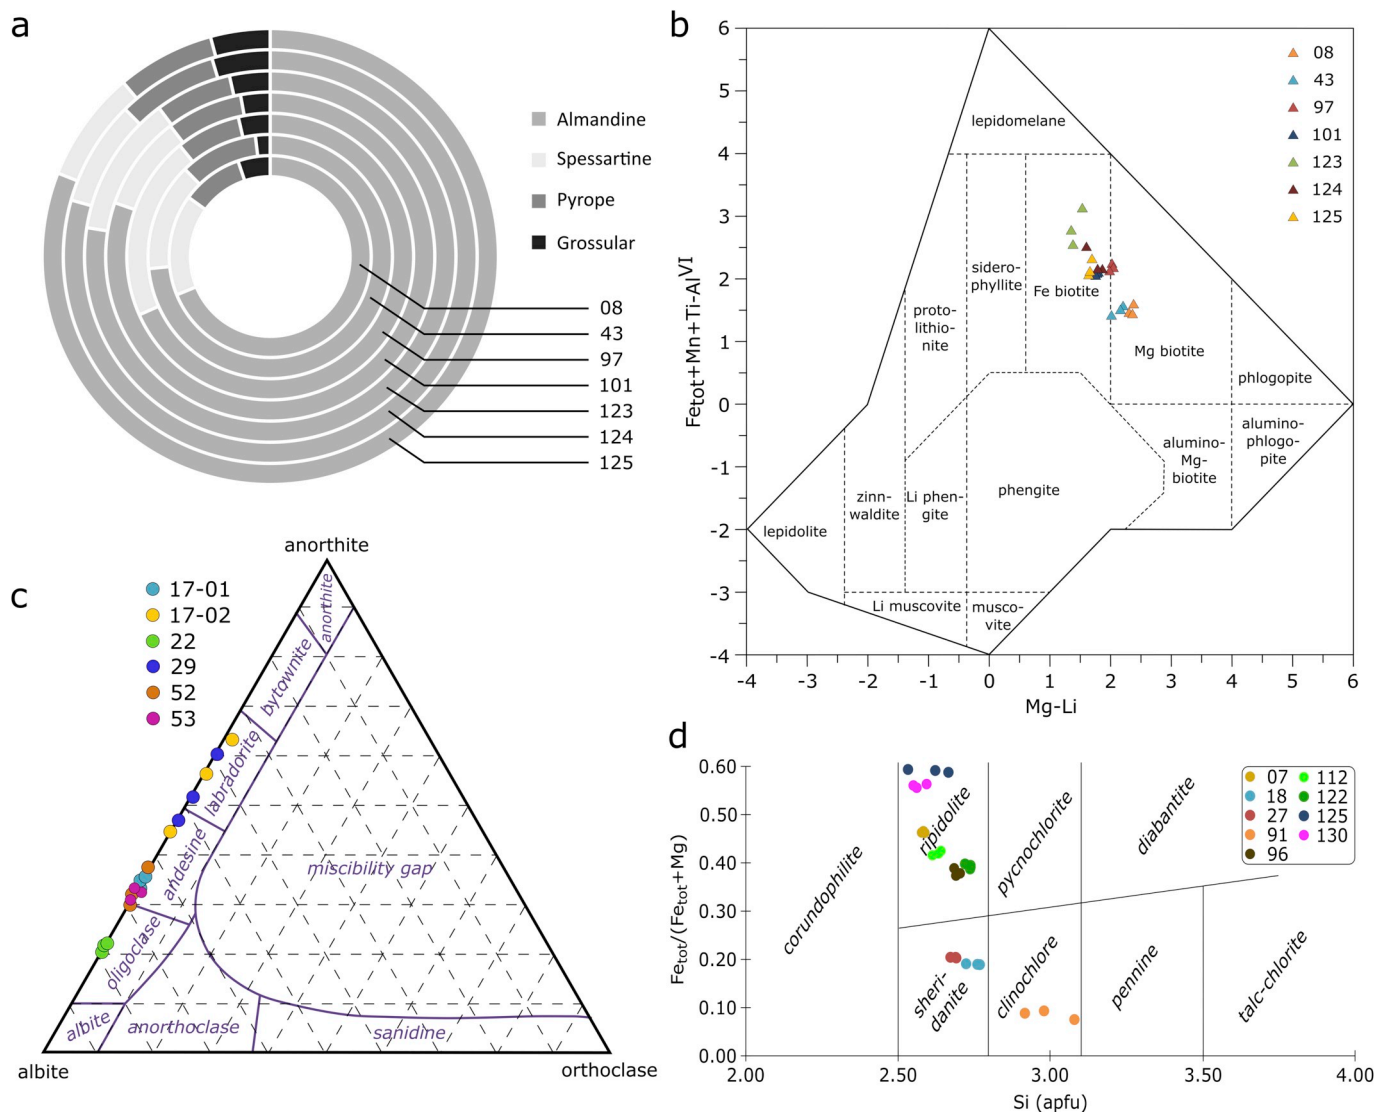 a
Almandine
Spessartine
Pyrope
Grossular
08
43
97
101
123
124
125
b
Fetot+Mn+Ti-AlVI
6
5
4
3
2
1
0
-1
-2
-3
-4
-4 -3 -2 -1 0 1 2 3 4 5 6
Mg-Li
08
43
97
101
123
124
125
lepidomelane
sidero-
phyllite
Fe biotite
proto-
lithio-
nite
Mg biotite
phlogopite
alumino-
Mg-
biotite
alumino-
phlogo-
pite
zinn-
waldite
Li phen-
gite
phengite
lepidolite
Li muscovite
musco-
vite
c
anorthite
17-01
17-02
22
29
52
53
anorthite
bytownite
labradorite
andesine
oligoclase
albite
anorthoclase
sanidine
miscibility gap
albite
orthoclase
d
Fetot/(Fetot+Mg)
0.60
0.50
0.40
0.30
0.20
0.10
0.00
2.00 2.50 3.00 3.50 4.00
Si (apfu)
07
18
27
91
96
112
122
125
130
corundophilite
ripidolite
pycnochlorite
diabantite
sheri-
danite
clinochlore
pennine
talc-chlorite